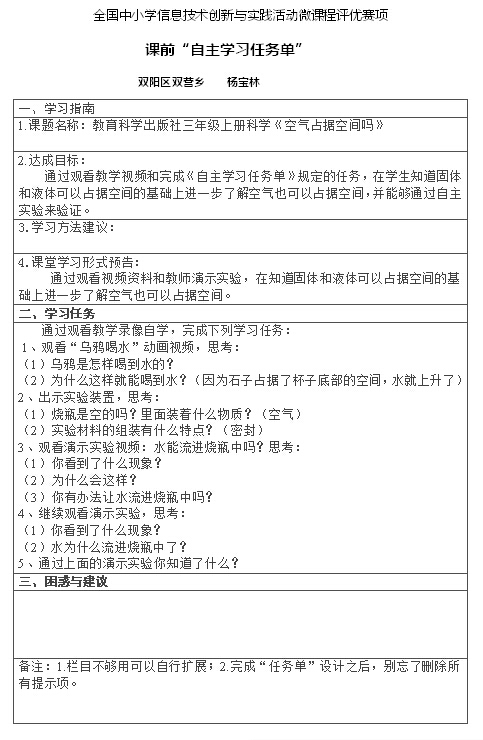 全国中小学信息技术创新与实践活动微课程评优赛项
课前“自主学习任务单”
双阳区双营乡　　杨宝林
一、学习指南
1.课题名称：教育科学出版社三年级上册科学《空气占据空间吗》
2.达成目标：
通过观看教学视频和完成《自主学习任务单》规定的任务，在学生知道固体
和液体可以占据空间的基础上进一步了解空气也可以占据空间，并能够通过自主
实验来验证。
3.学习方法建议：
4.课堂学习形式预告：
通过观看视频资料和教师演示实验，在知道固体和液体可以占据空间的基
础上进一步了解空气也可以占据空间。
二、学习任务
通过观看教学录像自学，完成下列学习任务：
1、观看“乌鸦喝水”动画视频，思考：
（1）乌鸦是怎样喝到水的？
（2）为什么这样就能喝到水？（因为石子占据了杯子底部的空间，水就上升了）
2、出示实验装置，思考：
（1）烧瓶是空的吗？里面装着什么物质？（空气）
（2）实验材料的组装有什么特点？（密封）
3、观看演示实验视频：水能流进烧瓶中吗？思考：
（1）你看到了什么现象？
（2）为什么会这样？
（3）你有办法让水流进烧瓶中吗？
4、继续观看演示实验，思考：
（1）你看到了什么现象？
（2）水为什么流进烧瓶中了？
5、通过上面的演示实验你知道了什么？
三、困惑与建议
备注：1.栏目不够用可以自行扩展；2.完成“任务单”设计之后，别忘了删除所
有提示项。